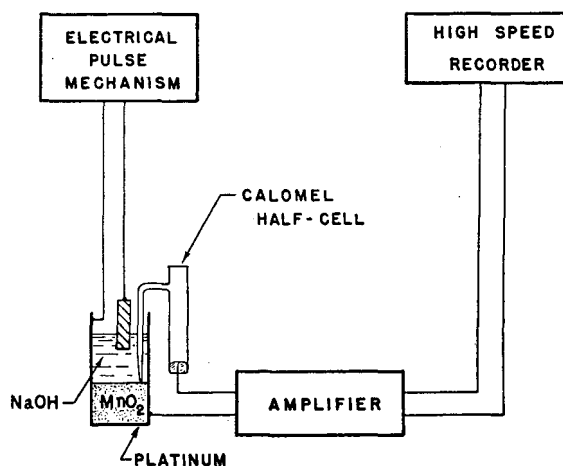 ELECTRICAL
PULSE
MECHANISM
HIGH SPEED
RECORDER
CALOMEL
HALF-CELL
NaOH
MnO₂
AMPLIFIER
PLATINUM